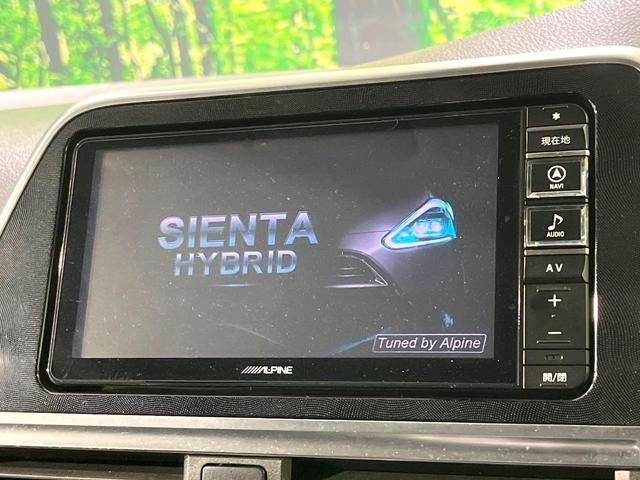 SIENTA
HYBRID
Tuned by Alpine
ALPINE
現在地
NAVI
AUDIO
AV
+
−
開/閉